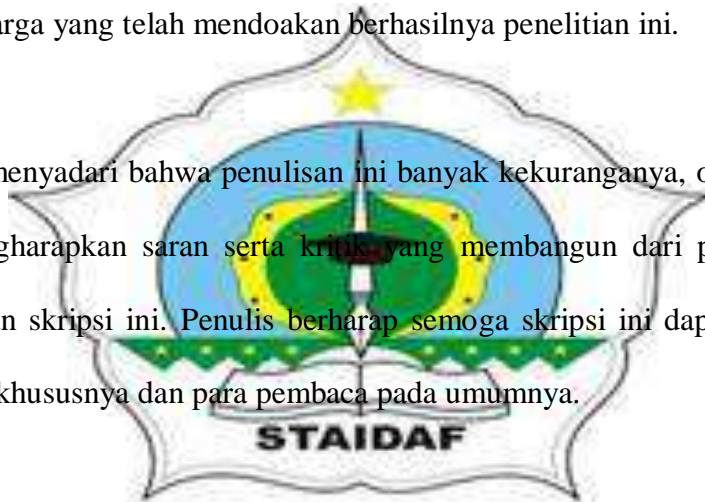 arga yang telah mendoakan berhasilnya penelitian ini.
menyadari bahwa penulisan ini banyak kekuranganya, o
gharapkan saran serta kritik yang membangun dari p
n skripsi ini. Penulis berharap semoga skripsi ini dap
khususnya dan para pembaca pada umumnya.
STAIDAF